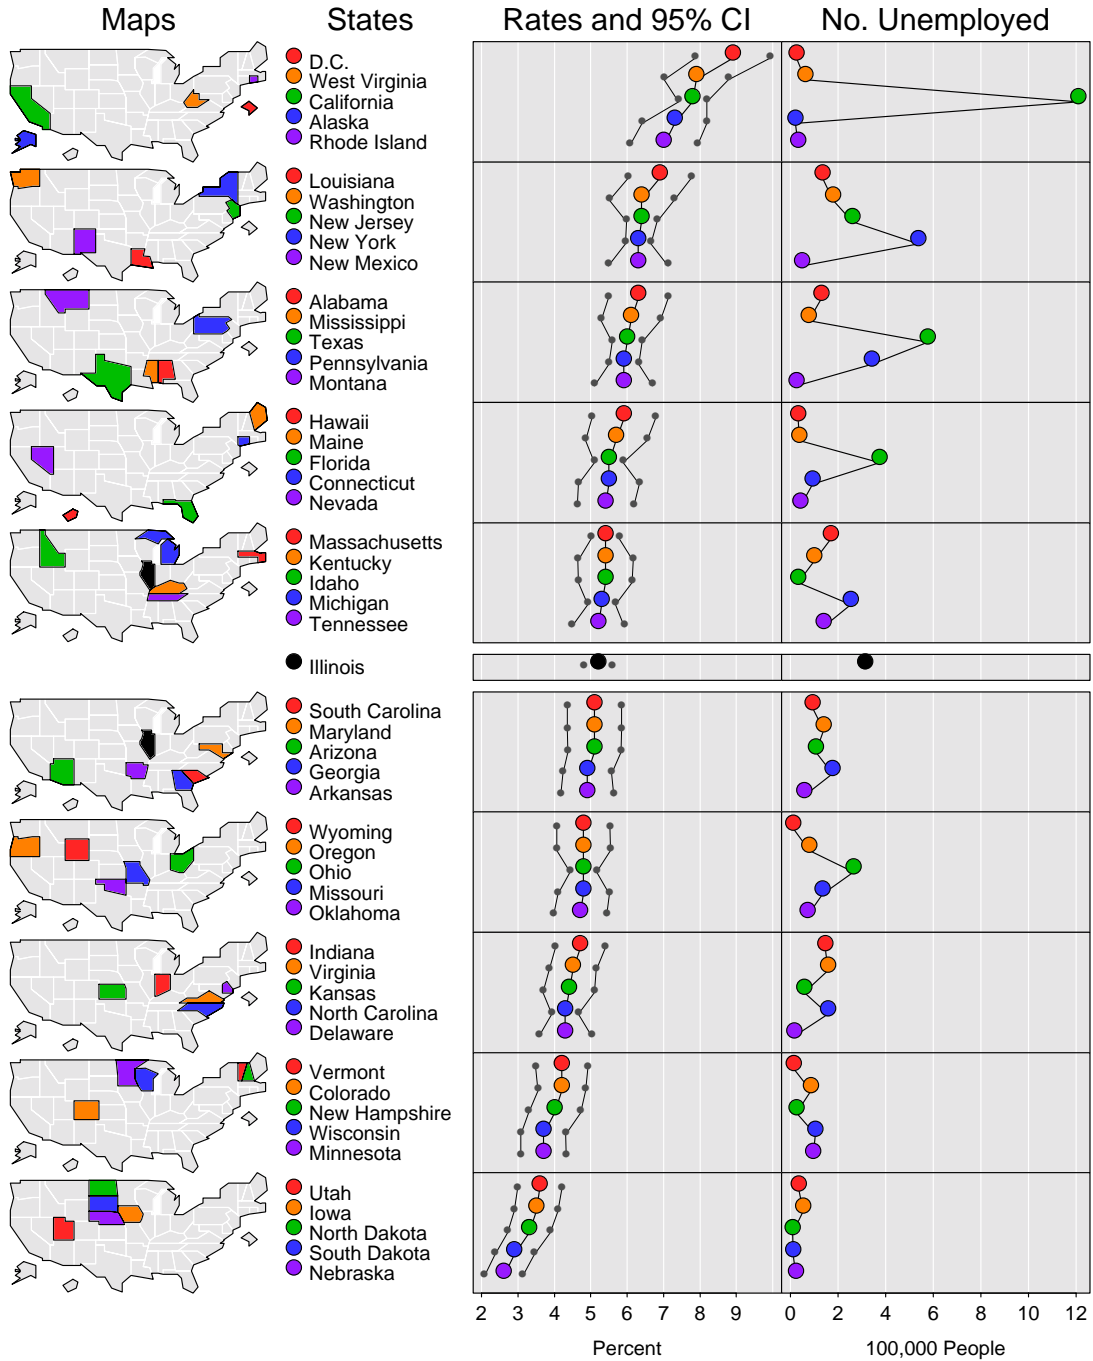 Maps States Rates and 95% CI No. Unemployed
D.C.
West Virginia
California
Alaska
Rhode Island
Louisiana
Washington
New Jersey
New York
New Mexico
Alabama
Mississippi
Texas
Pennsylvania
Montana
Hawaii
Maine
Florida
Connecticut
Nevada
Massachusetts
Kentucky
Idaho
Michigan
Tennessee
Illinois
South Carolina
Maryland
Arizona
Georgia
Arkansas
Wyoming
Oregon
Ohio
Missouri
Oklahoma
Indiana
Virginia
Kansas
North Carolina
Delaware
Vermont
Colorado
New Hampshire
Wisconsin
Minnesota
Utah
Iowa
North Dakota
South Dakota
Nebraska
2 3 4 5 6 7 8 9 0 2 4 6 8 10 12
Percent 100,000 People